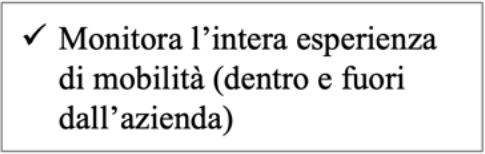 ✓ Monitora l’intera esperienza
di mobilità (dentro e fuori
dall’azienda)